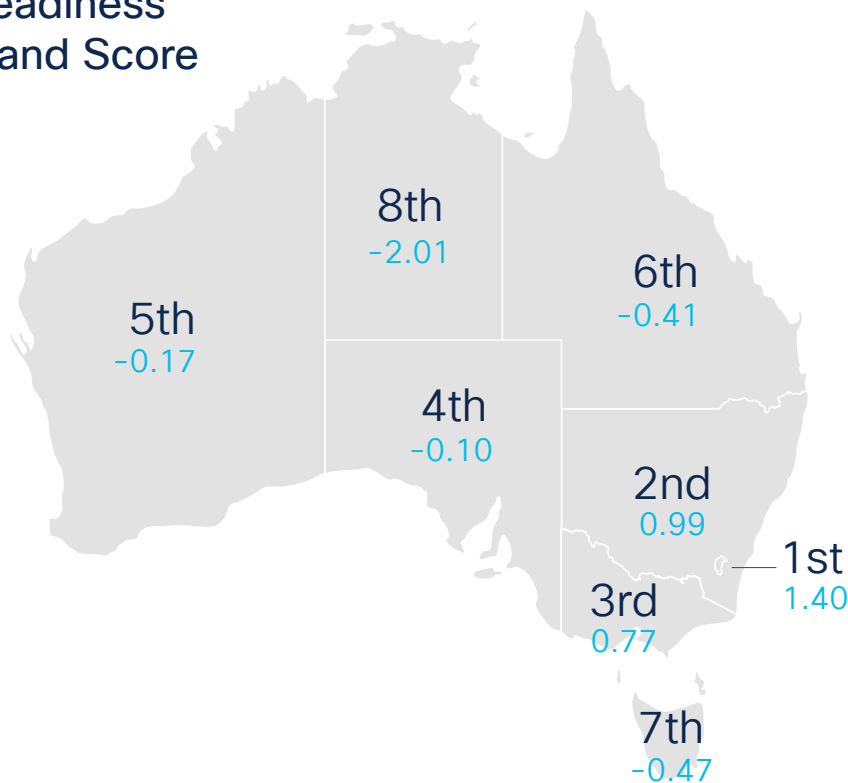 eadiness
and Score
8th
-2.01
6th
-0.41
5th
-0.17
4th
-0.10
2nd
0.99
1st
1.40
3rd
0.77
7th
-0.47